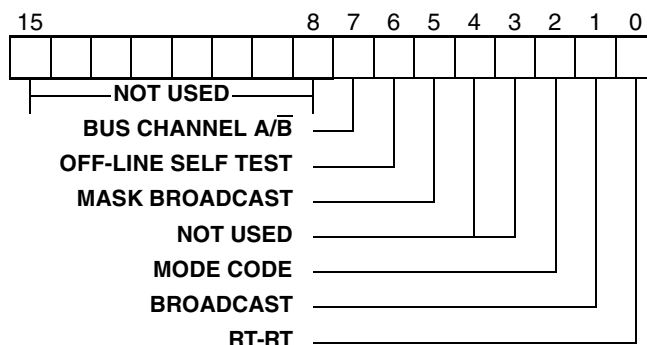 15 8 7 6 5 4 3 2 1 0
NOT USED
BUS CHANNEL A/B̅
OFF-LINE SELF TEST
MASK BROADCAST
NOT USED
MODE CODE
BROADCAST
RT-RT